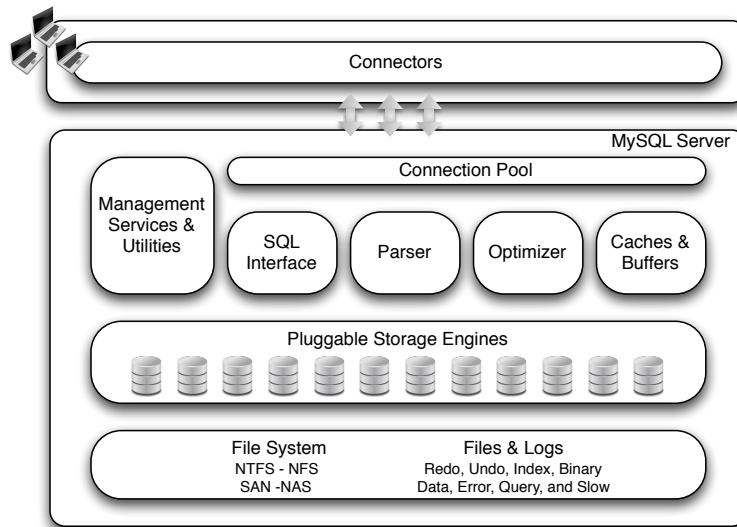 Connectors
MySQL Server
Management
Services &
Utilities
Connection Pool
SQL
Interface
Parser
Optimizer
Caches &
Buffers
Pluggable Storage Engines
File System
NTFS - NFS
SAN -NAS
Files & Logs
Redo, Undo, Index, Binary
Data, Error, Query, and Slow